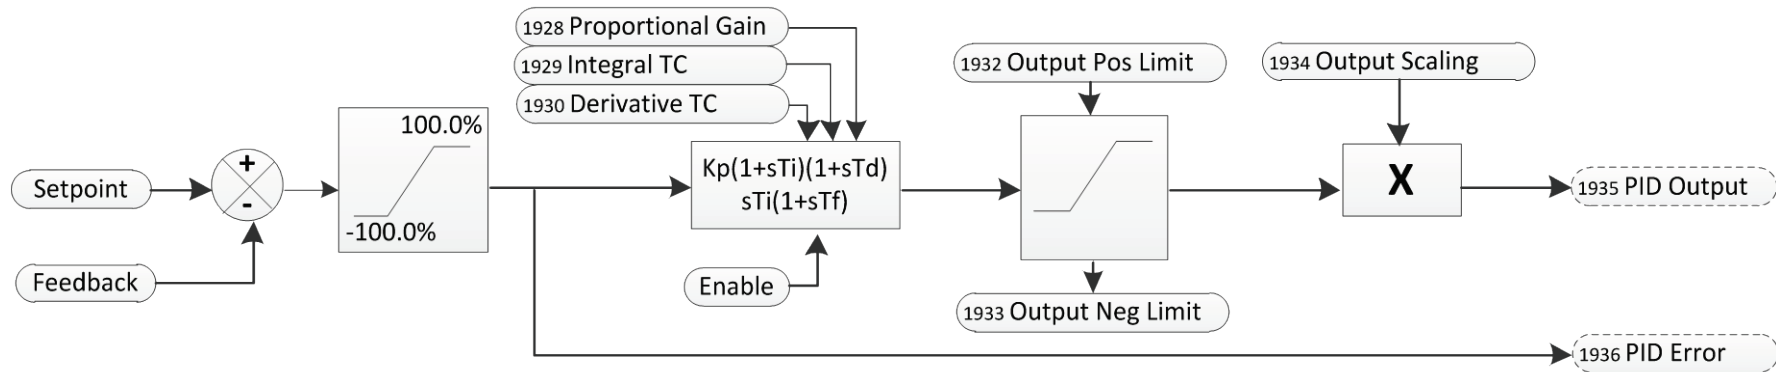 1928 Proportional Gain
1929 Integral TC
1930 Derivative TC
1932 Output Pos Limit
1934 Output Scaling
100.0%
-100.0%
Setpoint
+
-
Feedback
Kp(1+sTi)(1+sTd)
sTi(1+sTf)
Enable
1933 Output Neg Limit
X
1935 PID Output
1936 PID Error